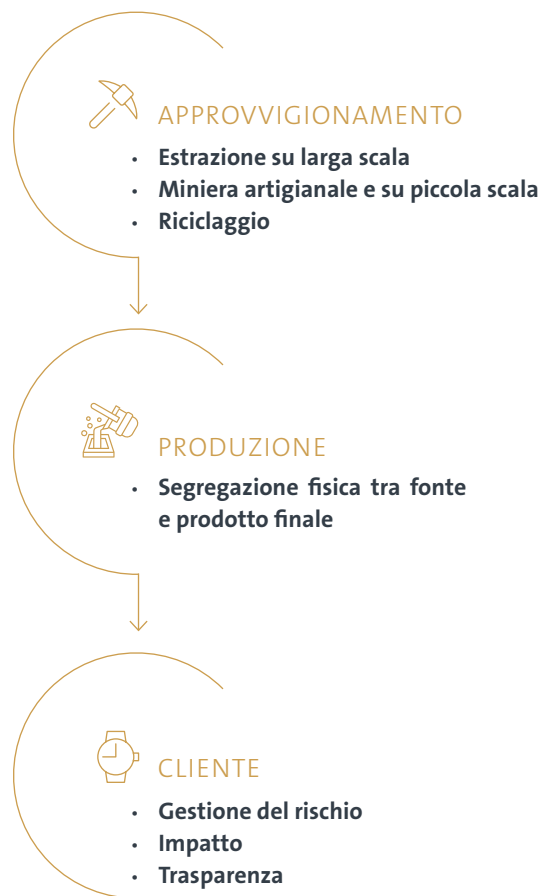 APPROVVIGIONAMENTO
• Estrazione su larga scala
• Miniera artigianale e su piccola scala
• Riciclaggio
PRODUZIONE
• Segregazione fisica tra fonte
e prodotto finale
CLIENTE
• Gestione del rischio
• Impatto
• Trasparenza